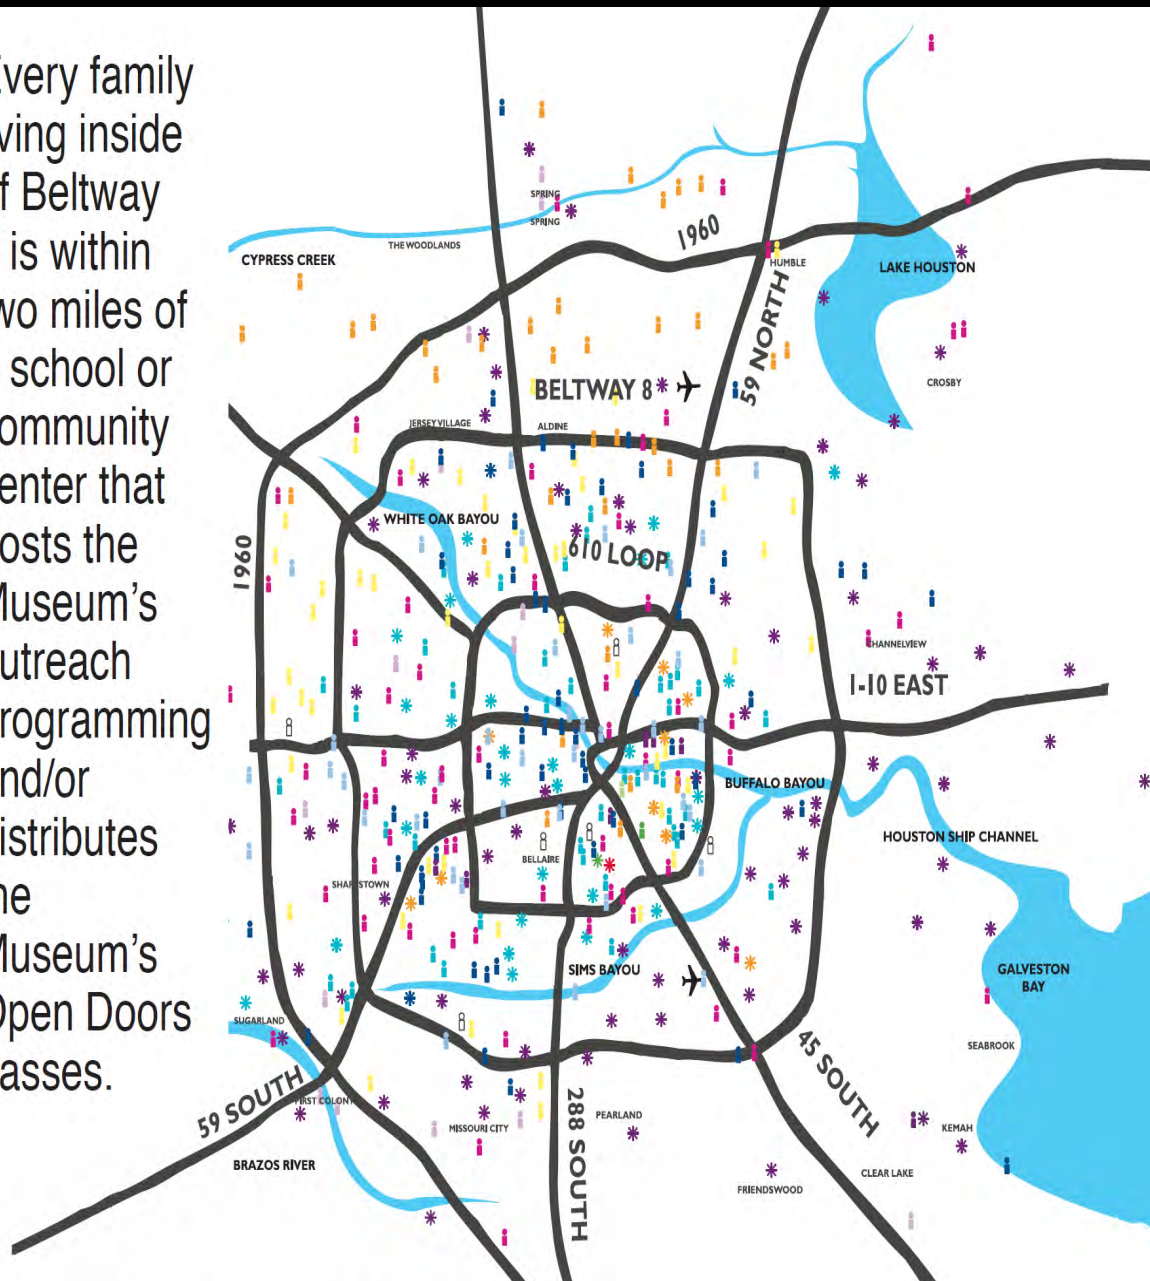 very family
ving inside
f Beltway
is within
wo miles of
school or
ommunity
enter that
osts the
Museum's
utreach
rogramming
nd/or
istributes
he
Museum's
Open Doors
asses.
SPRING
SPRING
1960
THE WOODLANDS
CYPRESS CREEK
HUMBLE
LAKE HOUSTON
59 NORTH
BELTWAY 8
CROSBY
JERSEY VILLAGE
ALDINE
WHITE OAK BAYOU
610 LOOP
1960
CHANNELVIEW
I-10 EAST
BUFFALO BAYOU
HOUSTON SHIP CHANNEL
BELLAIRE
SHARPSTOWN
SIMS BAYOU
GALVESTON
BAY
SUGARLAND
SEABROOK
45 SOUTH
59 SOUTH
FIRST COLONY
288 SOUTH
PEARLAND
MISSOURI CITY
KEMAH
BRAZOS RIVER
CLEAR LAKE
FRIENDSWOOD